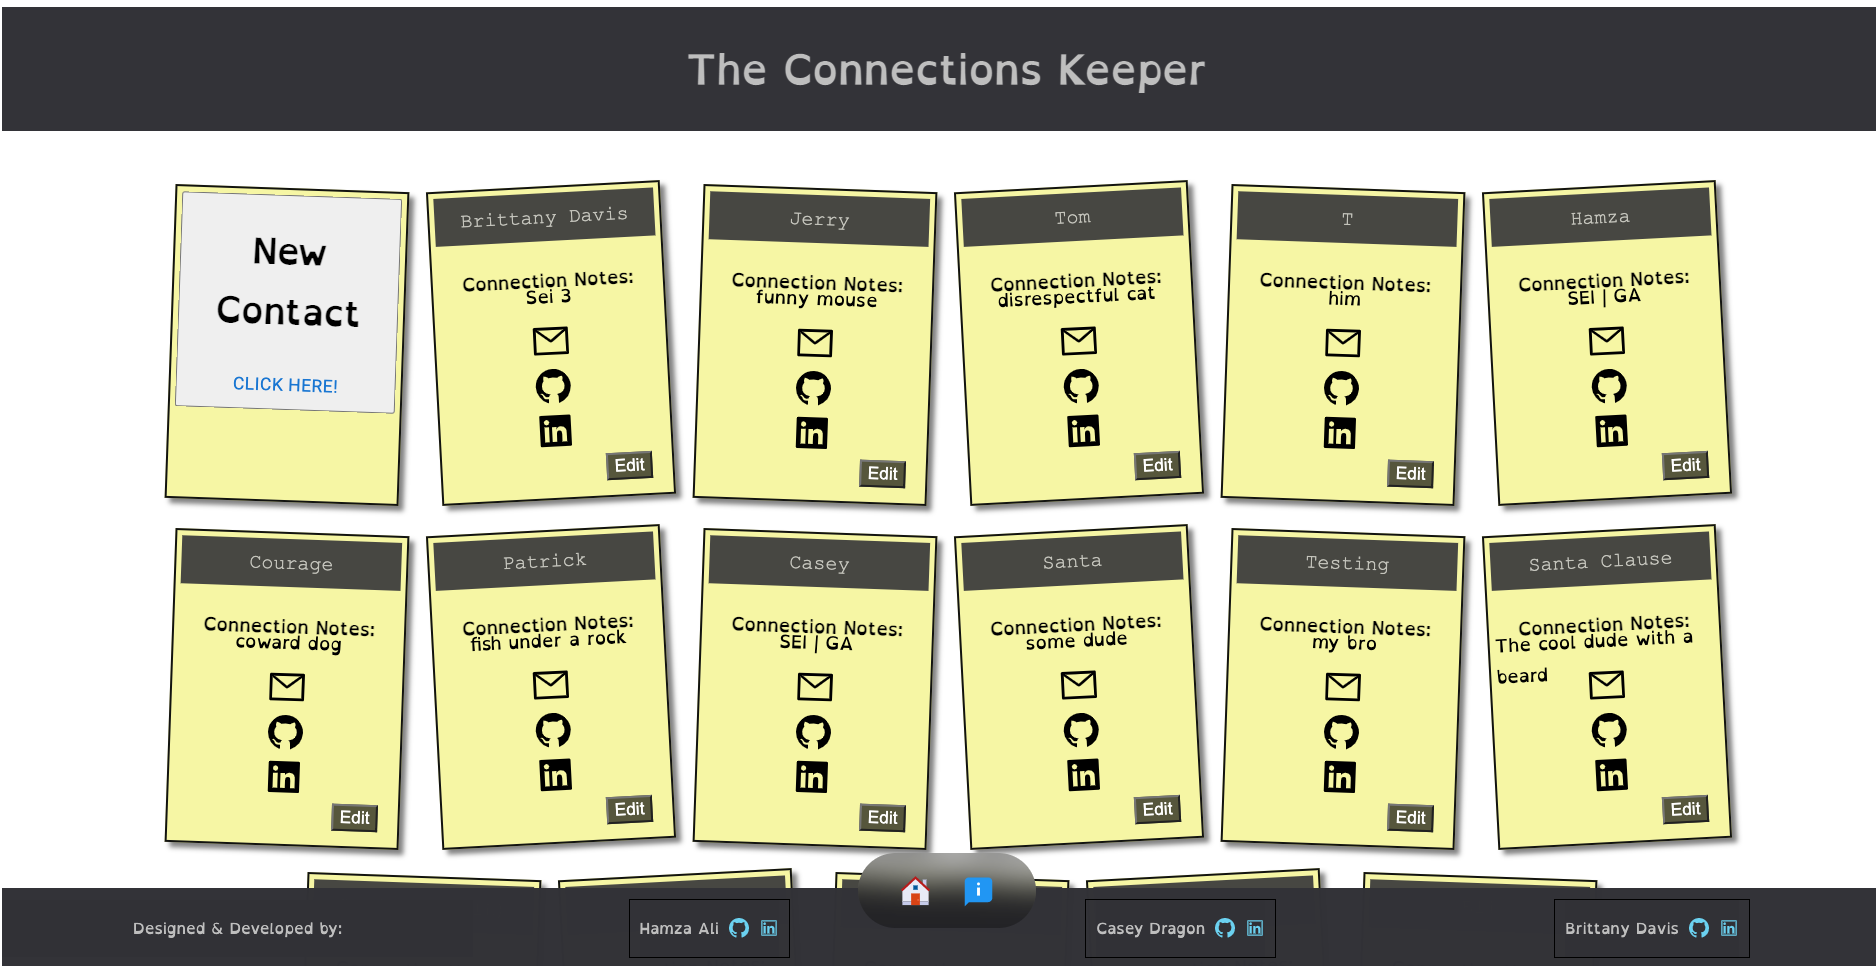 The Connections Keeper
New
Contact
CLICK HERE!
Brittany Davis
Connection Notes:
Sei 3
Edit
Jerry
Connection Notes:
funny mouse
Edit
Tom
Connection Notes:
disrespectful cat
Edit
T
Connection Notes:
him
Edit
Hamza
Connection Notes:
SEI | GA
Edit
Courage
Connection Notes:
coward dog
Edit
Patrick
Connection Notes:
fish under a rock
Edit
Casey
Connection Notes:
SEI | GA
Edit
Santa
Connection Notes:
some dude
Edit
Testing
Connection Notes:
my bro
Edit
Santa Clause
Connection Notes:
The cool dude with a
beard
Edit
Designed & Developed by:
Hamza Ali
Casey Dragon
Brittany Davis